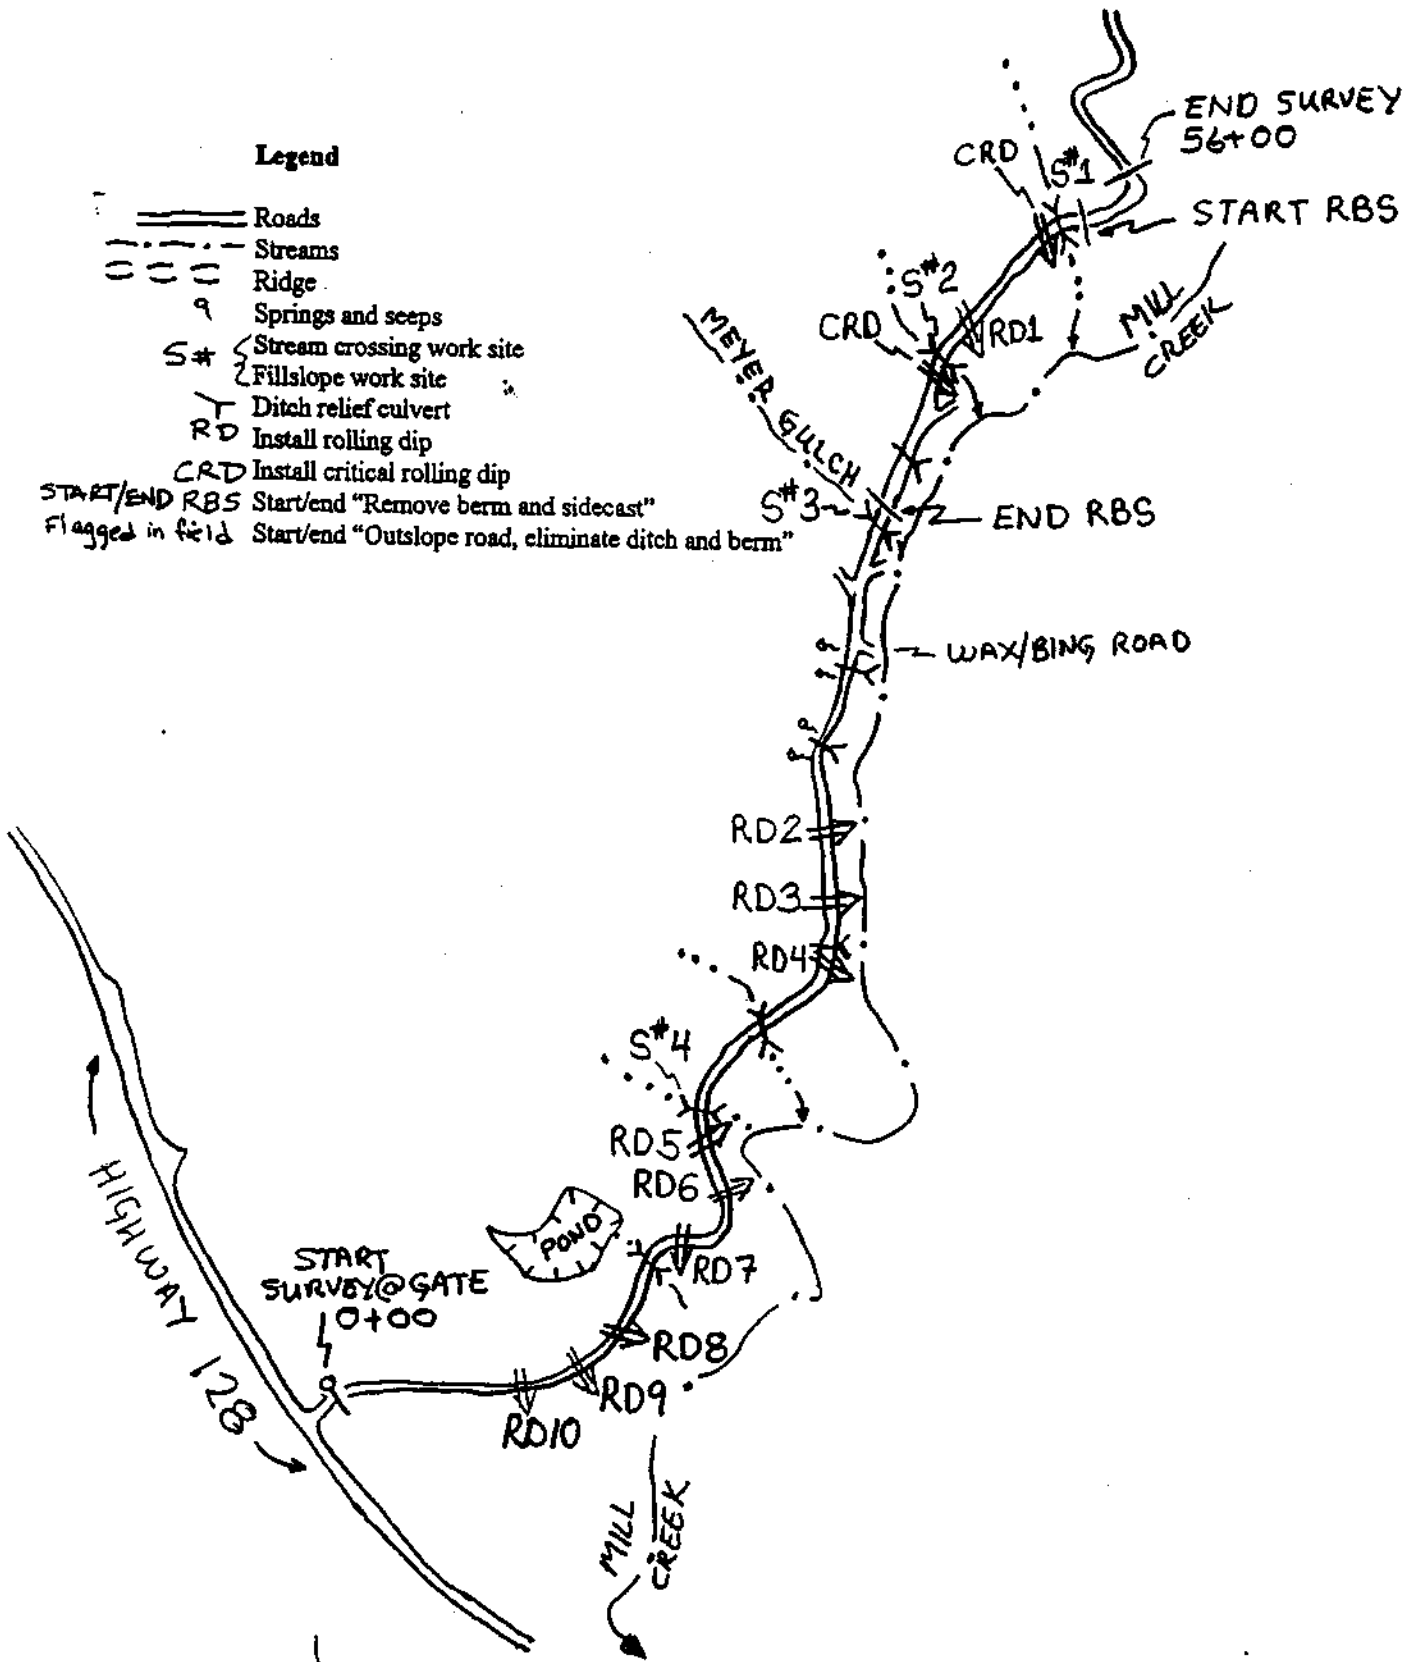 Legend
Roads
Streams
Ridge
Springs and seeps
S# Stream crossing work site
Fillslope work site
Ditch relief culvert
RD Install rolling dip
CRD Install critical rolling dip
START/END RBS Start/end "Remove berm and sidecast"
Flagged in field Start/end "Outslope road, eliminate ditch and berm"
END SURVEY
56+00
CRD
S#1
START RBS
S#2
CRD
RD1
MILL
CREEK
MEYER GULCH
S#3
END RBS
WAX/BING ROAD
RD2
RD3
RD4
S#4
RD5
RD6
POND
RD7
START
SURVEY@GATE
0+00
HIGHWAY 128
RD8
RD9
RD10
MILL
CREEK